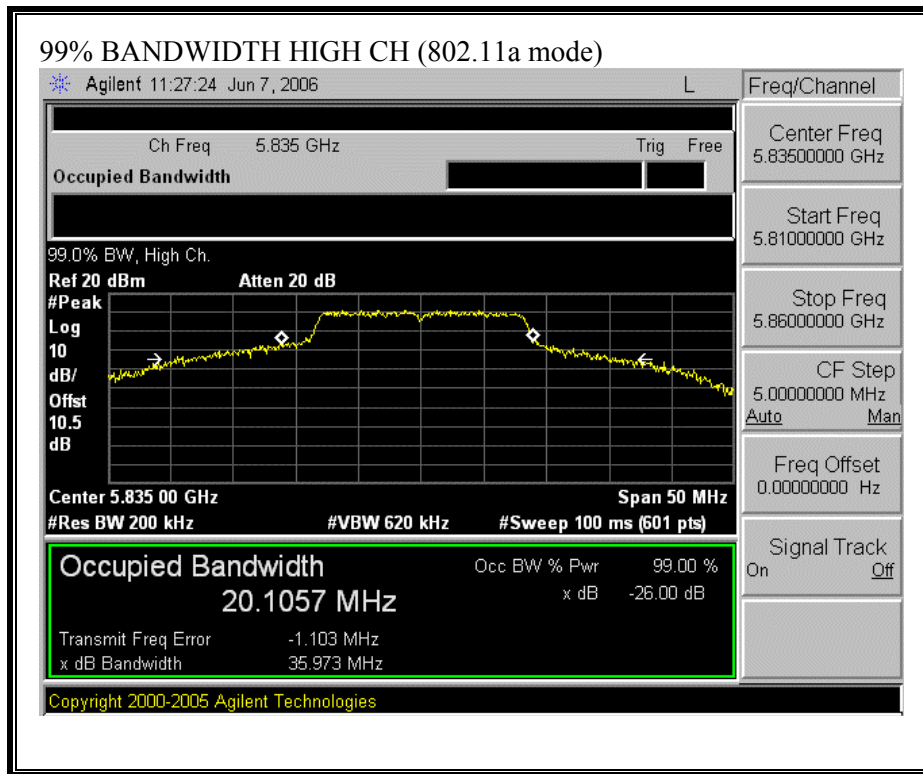 99% BANDWIDTH HIGH CH (802.11a mode)
Agilent 11:27:24 Jun 7, 2006 L
Freq/Channel
Ch Freq 5.835 GHz Trig Free
Occupied Bandwidth
Center Freq
5.83500000 GHz
Start Freq
5.81000000 GHz
Stop Freq
5.86000000 GHz
CF Step
5.00000000 MHz
Auto Man
Freq Offset
0.00000000 Hz
Signal Track
On Off
99.0% BW, High Ch.
Ref 20 dBm Atten 20 dB
#Peak
Log
10
dB/
Offst
10.5
dB
Center 5.835 00 GHz Span 50 MHz
#Res BW 200 kHz #VBW 620 kHz #Sweep 100 ms (601 pts)
Occupied Bandwidth Occ BW % Pwr 99.00 %
20.1057 MHz x dB -26.00 dB
Transmit Freq Error -1.103 MHz
x dB Bandwidth 35.973 MHz
Copyright 2000-2005 Agilent Technologies